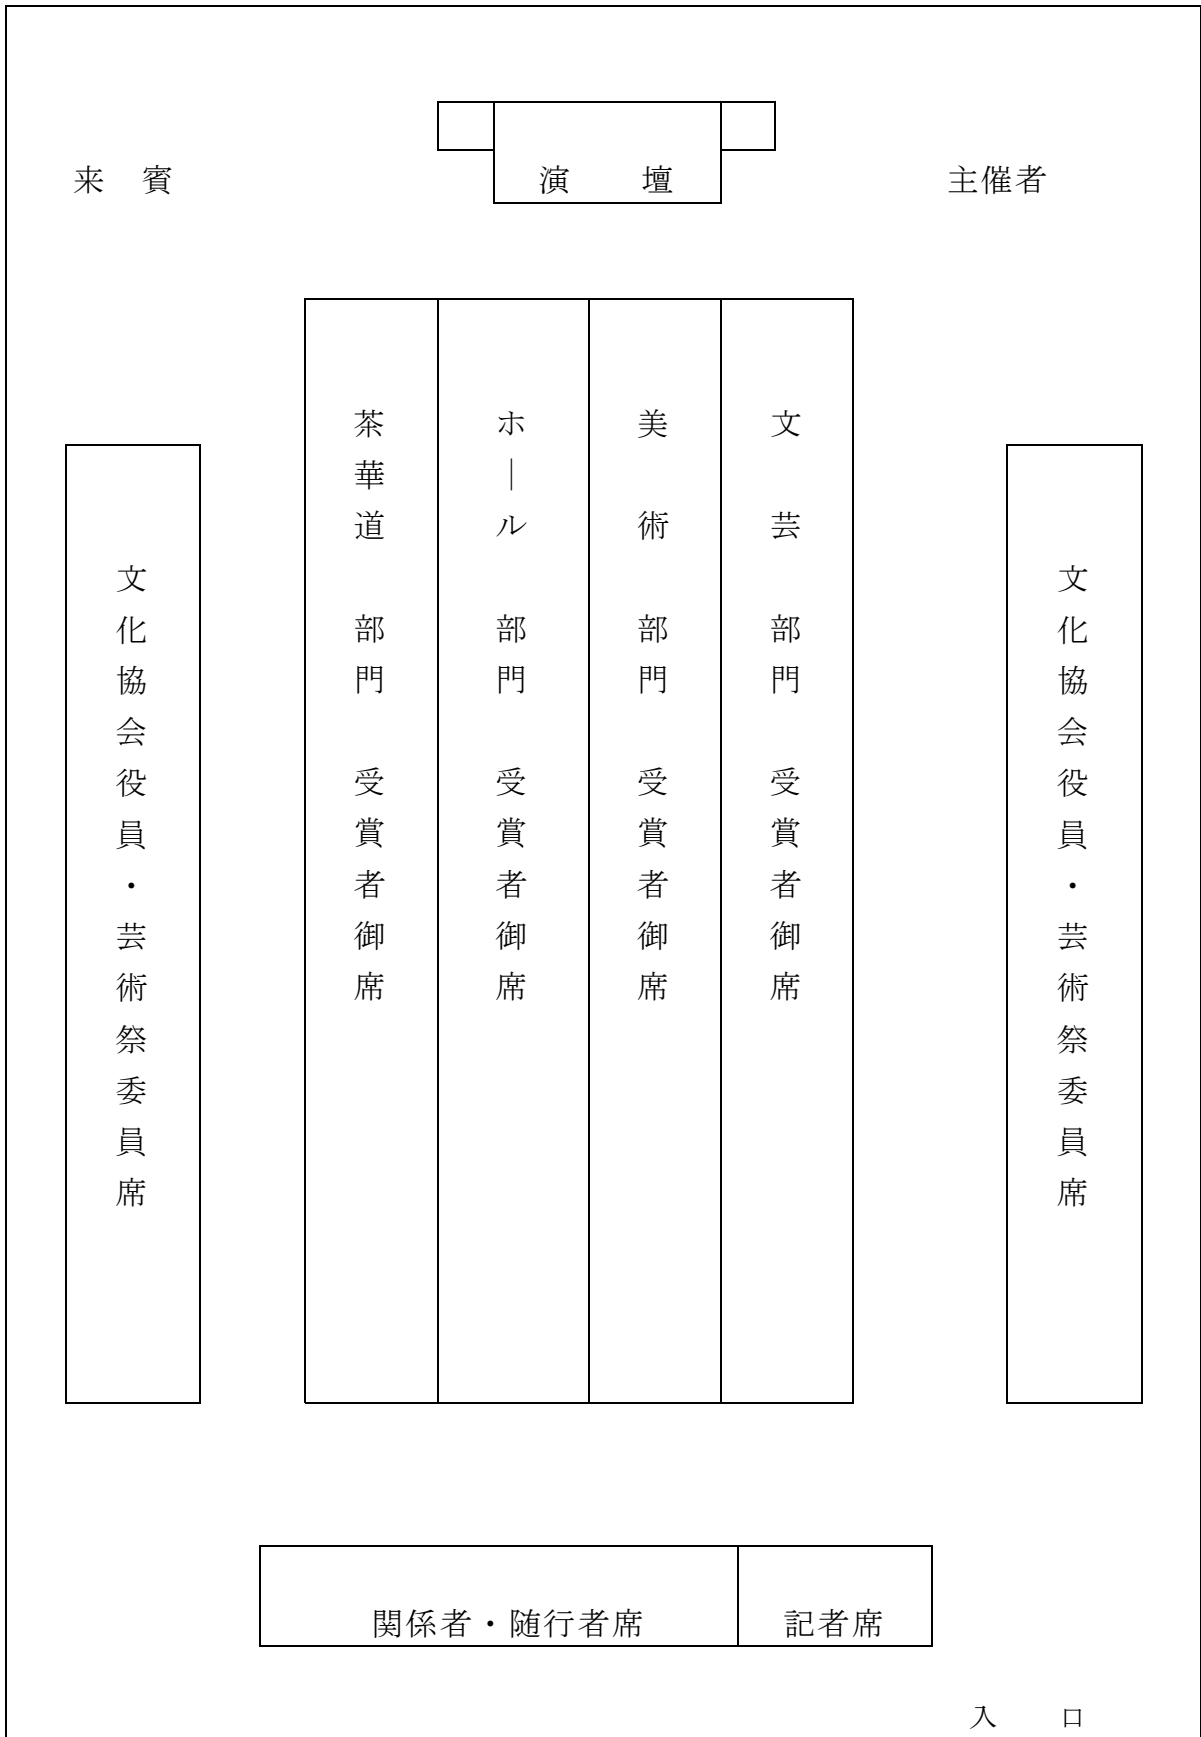 来　賓
演　　壇
主催者
文　芸　部門　受賞者御席
美　術　部門　受賞者御席
ホール　部門　受賞者御席
茶華道　部門　受賞者御席
文化協会役員・芸術祭委員席
文化協会役員・芸術祭委員席
関係者・随行者席
記者席
入　　口